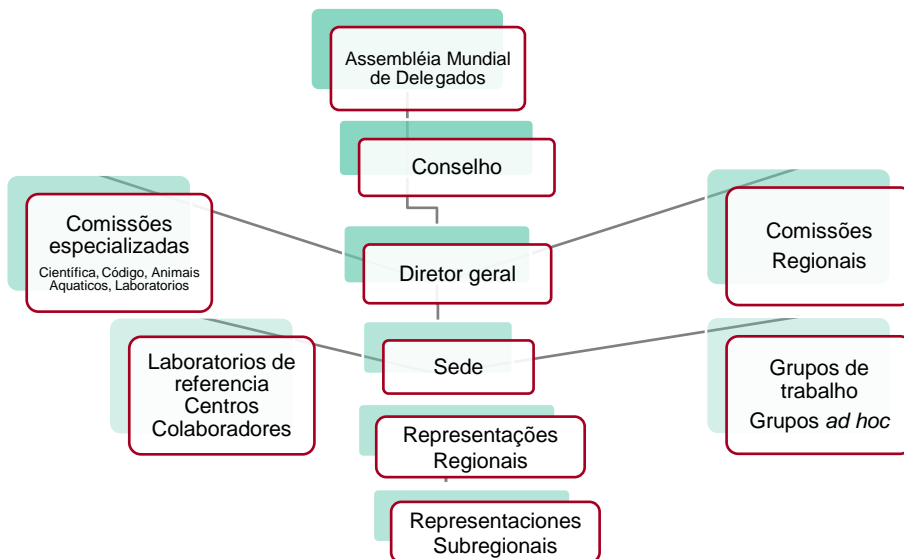 Assembléia Mundial
de Delegados
Conselho
Comissões
especializadas
Científica, Código, Animais
Aquaticos, Laboratorios
Diretor geral
Comissões
Regionais
Laboratorios de
referencia
Centros
Colaboradores
Sede
Grupos de
trabalho
Grupos ad hoc
Representações
Regionais
Representaciones
Subregionais